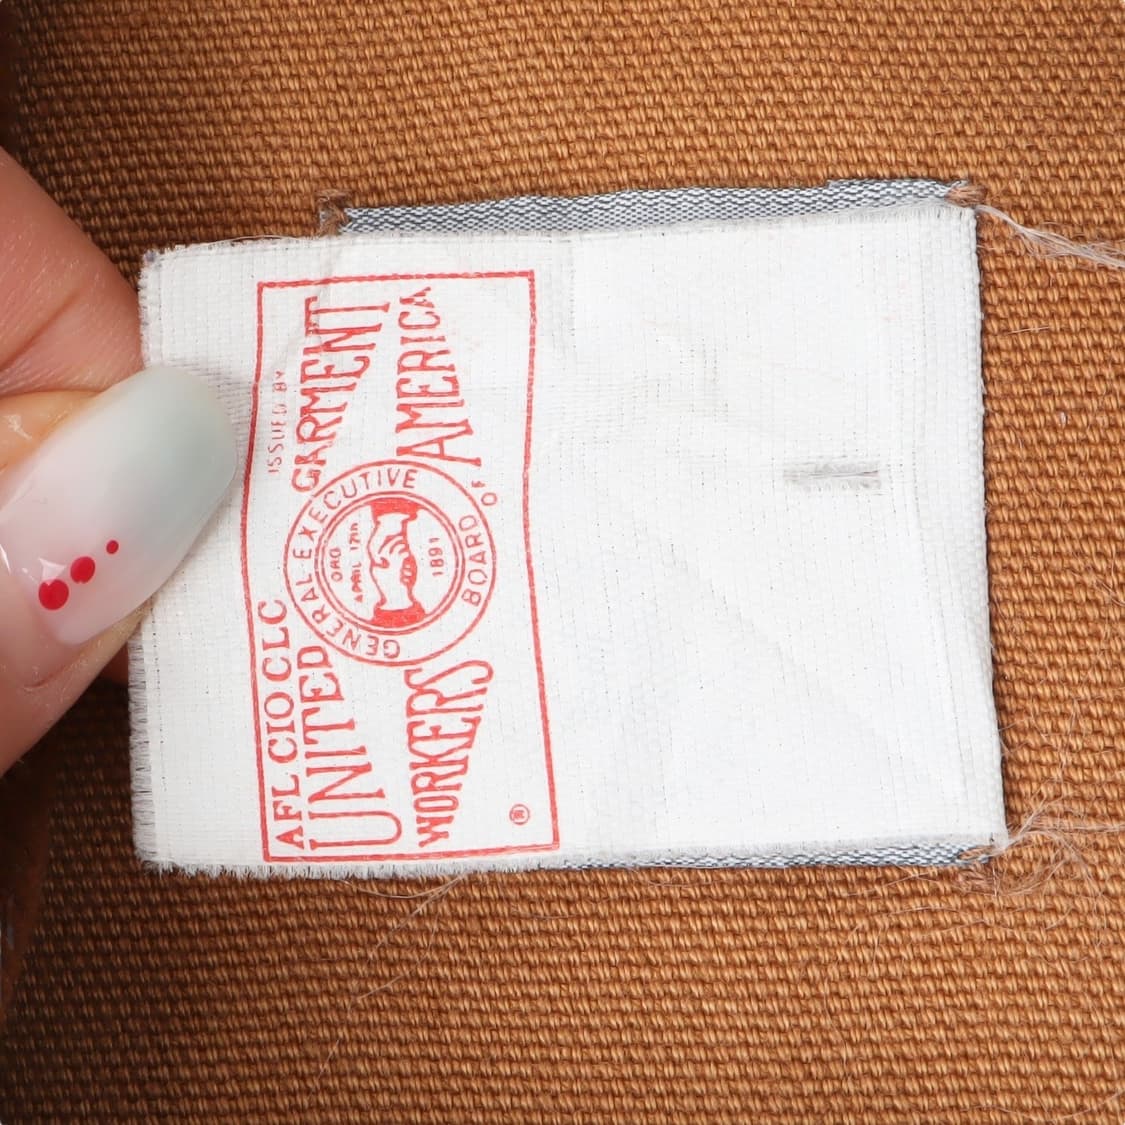 AFL CIO CLC ISSUED BY
UNITED GARMENT
WORKERS OF AMERICA
GENERAL EXECUTIVE BOARD
ORG
APRIL 12TH
1891
®